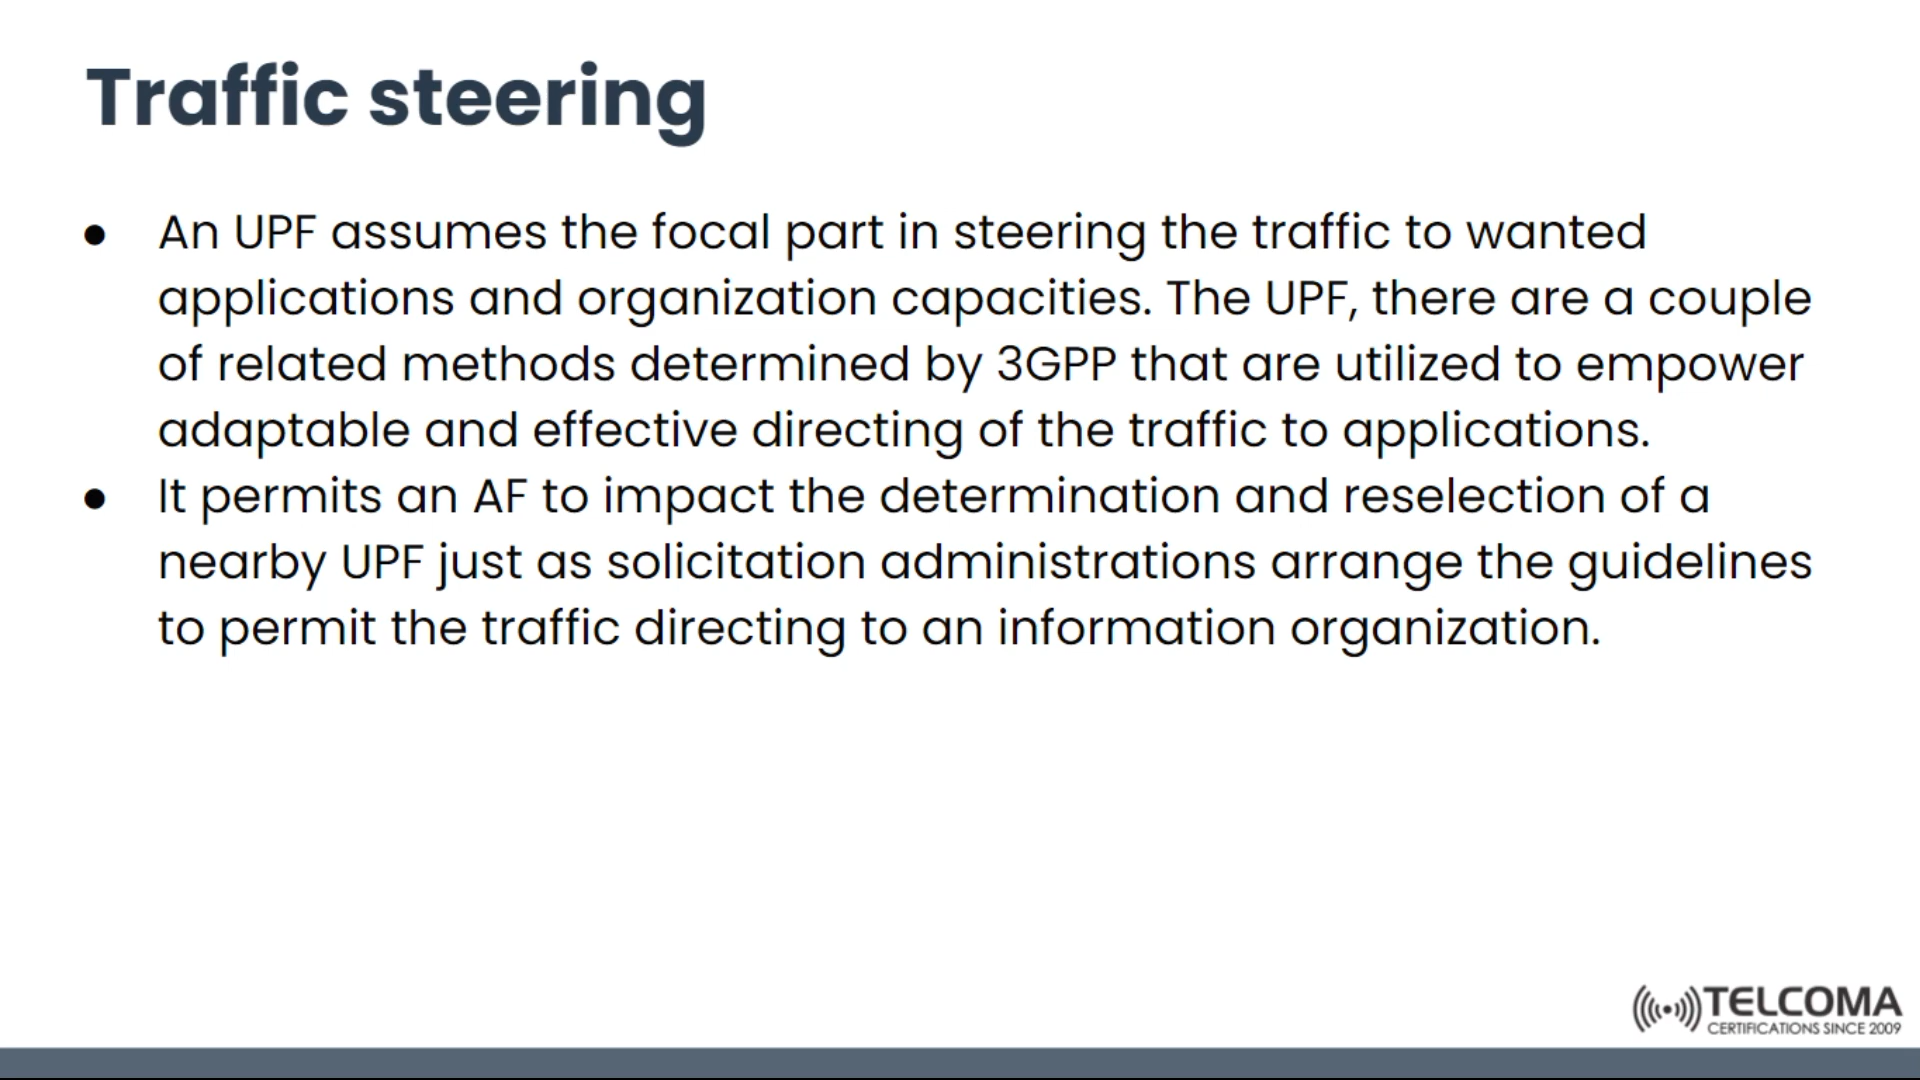 Traffic steering
● An UPF assumes the focal part in steering the traffic to wanted
applications and organization capacities. The UPF, there are a couple
of related methods determined by 3GPP that are utilized to empower
adaptable and effective directing of the traffic to applications.
● It permits an AF to impact the determination and reselection of a
nearby UPF just as solicitation administrations arrange the guidelines
to permit the traffic directing to an information organization.
TELCOMA
CERTIFICATIONS SINCE 2009